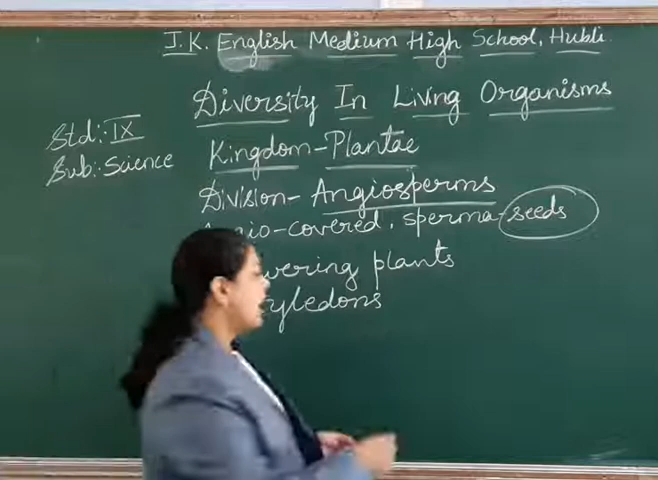 J.K. English Medium High School, Hubli.
Diversity In Living Organisms
Std:- IX
Sub:- Science
Kingdom - Plantae
Division - Angiosperms
covered, sperma - seeds
plants